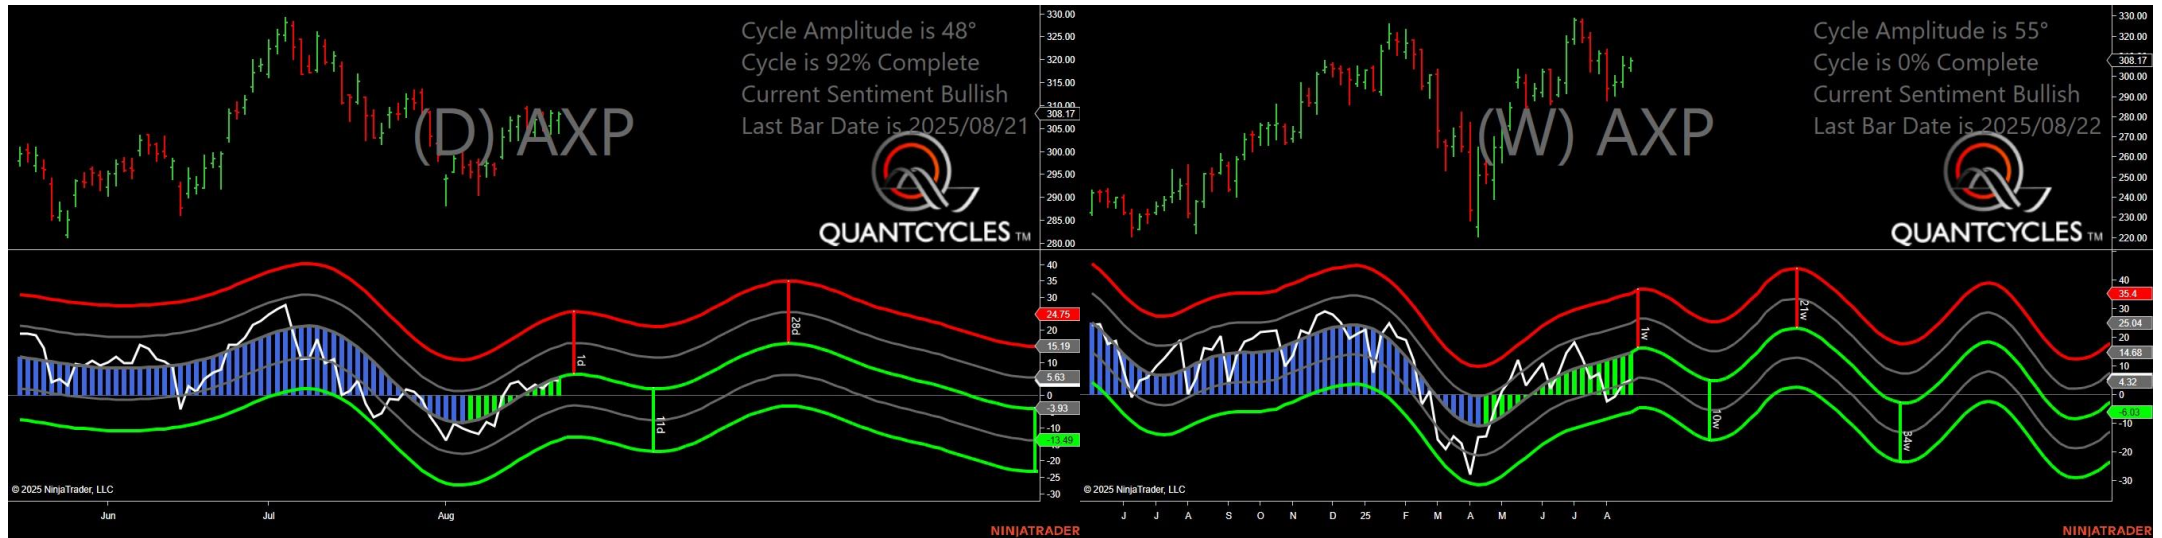 Cycle Amplitude is 48°
Cycle is 92% Complete
Current Sentiment Bullish
Last Bar Date is 2025/08/21
(D) AXP
QUANTCYCLES TM
330.00
325.00
320.00
315.00
310.00
308.17
305.00
300.00
295.00
290.00
285.00
280.00
40
35
30
24.75
20
15.19
10
5.63
0
-3.93
-10
-13.49
-20
-25
-30
1d
11d
28d
© 2025 NinjaTrader, LLC
Jun
Jul
Aug
NINJATRADER
Cycle Amplitude is 55°
Cycle is 0% Complete
Current Sentiment Bullish
Last Bar Date is 2025/08/22
(W) AXP
QUANTCYCLES TM
330.00
320.00
308.17
300.00
290.00
280.00
270.00
260.00
250.00
240.00
230.00
220.00
40
35.4
30
25.04
20
14.68
10
4.32
0
-6.03
-10
-20
-30
1w
10w
21w
34w
© 2025 NinjaTrader, LLC
J
J
A
S
O
N
D
25
F
M
A
M
J
J
A
NINJATRADER